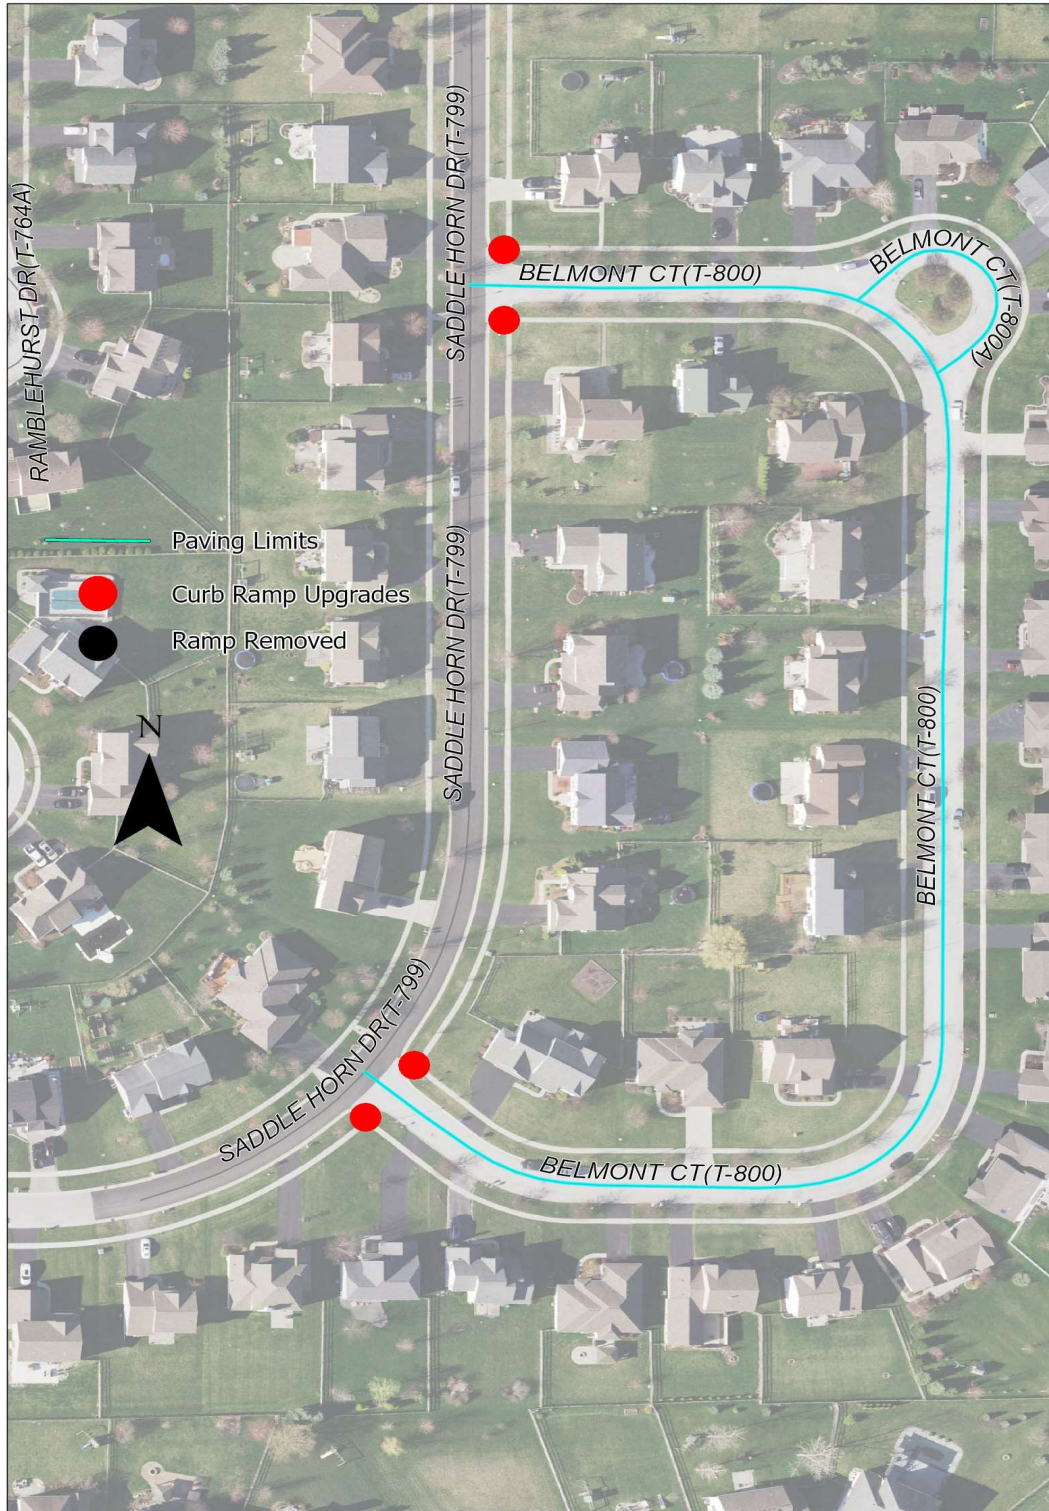 SADDLE HORN DR(T-799)
RAMBLEHURST DR(T-764A)
BELMONT CT(T-800)
BELMONT CT(T-800A)
SADDLE HORN DR(T-799)
Paving Limits
Curb Ramp Upgrades
Ramp Removed
N
BELMONT CT(T-800)
SADDLE HORN DR(T-799)
BELMONT CT(T-800)